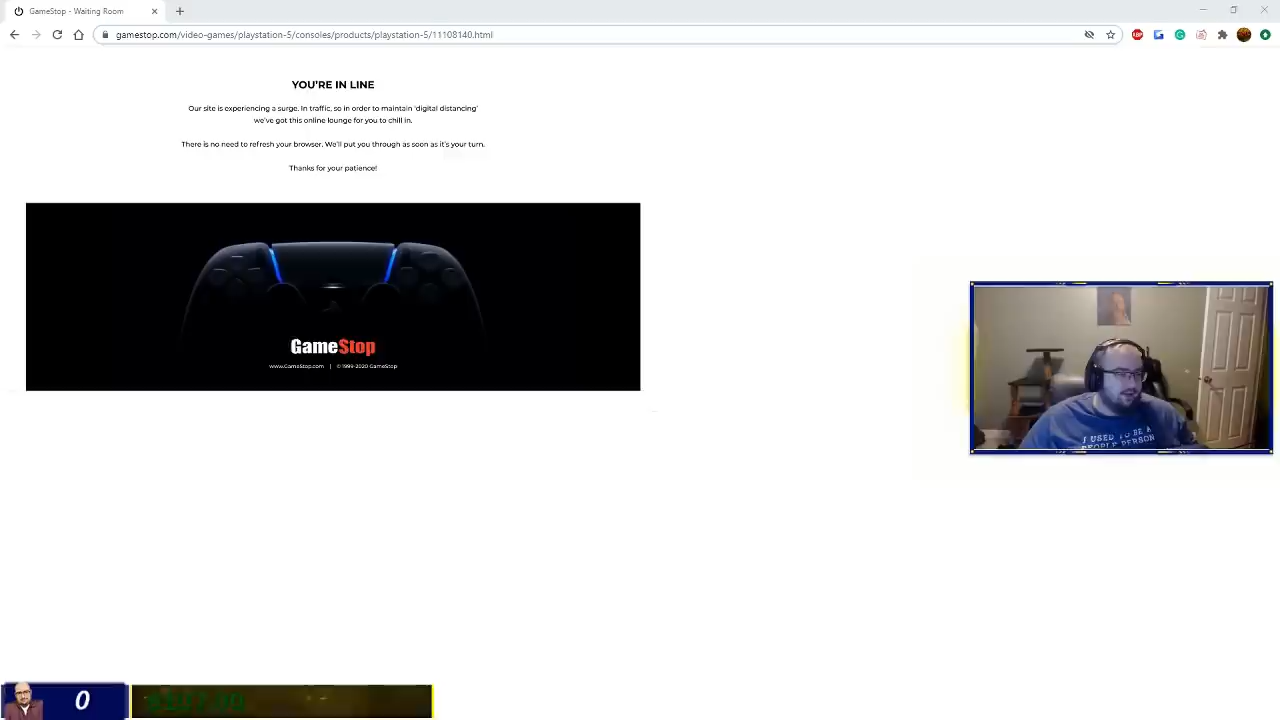 GameStop - Waiting Room
gamestop.com/video-games/playstation-5/consoles/products/playstation-5/11108140.html
ABP
YOU'RE IN LINE
Our site is experiencing a surge. In traffic, so in order to maintain 'digital distancing'
we've got this online lounge for you to chill in.
There is no need to refresh your browser. We'll put you through as soon as it's your turn.
Thanks for your patience!
GameStop
www.GameStop.com | © 1999-2020 GameStop
I USED TO BE A
PEOPLE PERSON
0